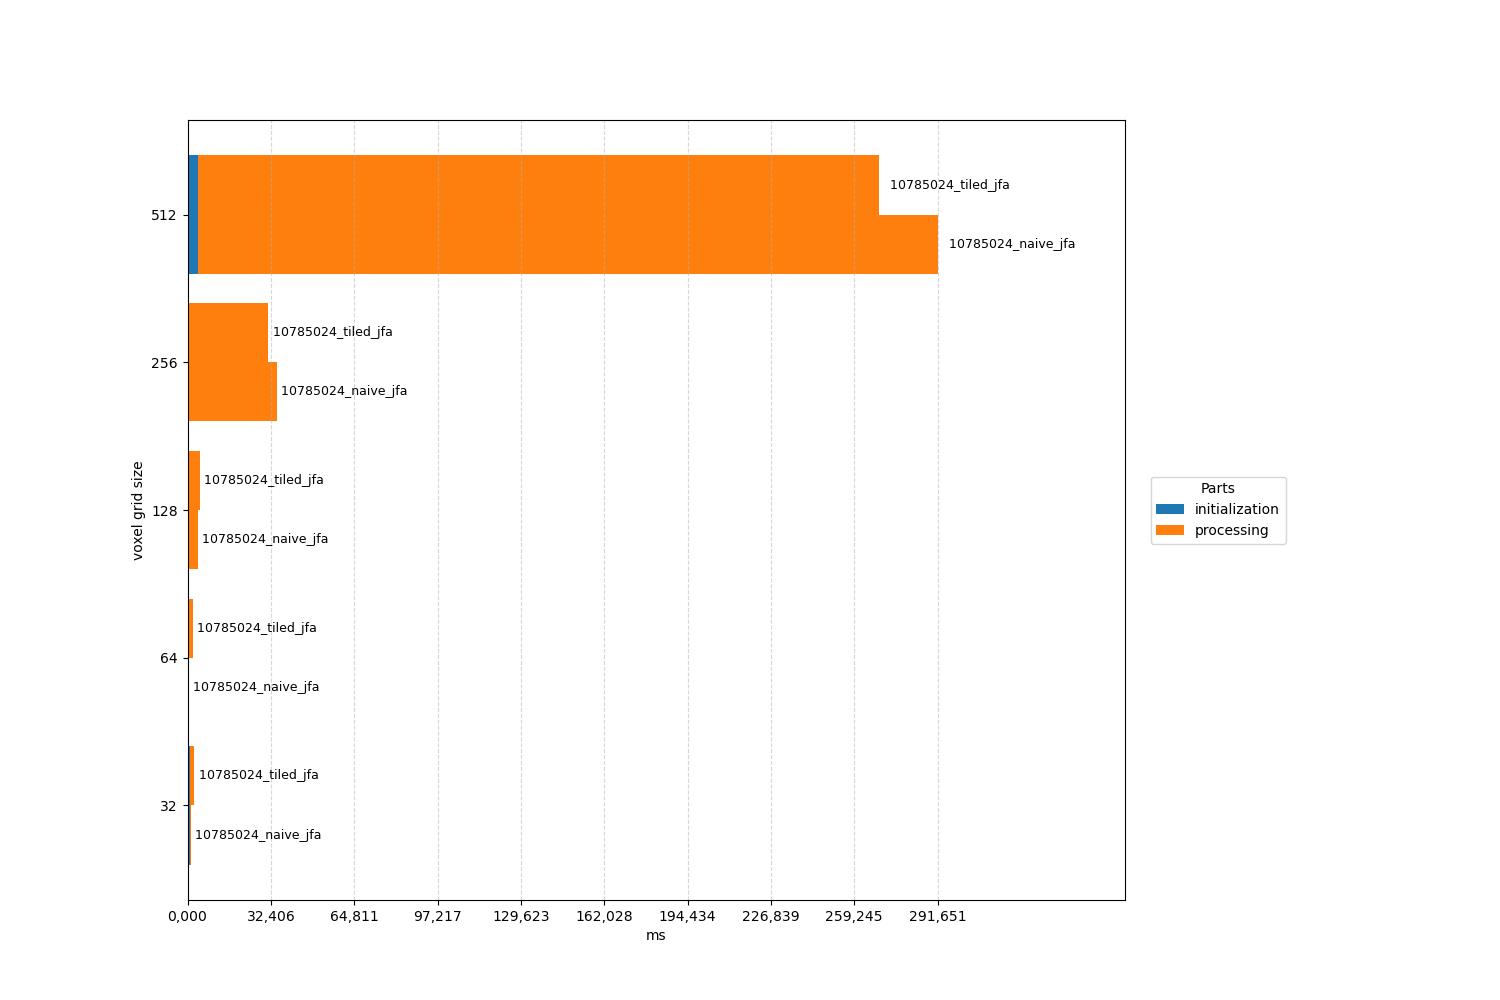 10785024_tiled_jfa
512
10785024_naive_jfa
10785024_tiled_jfa
256
10785024_naive_jfa
10785024_tiled_jfa
128
10785024_naive_jfa
10785024_tiled_jfa
64
10785024_naive_jfa
10785024_tiled_jfa
32
10785024_naive_jfa
voxel grid size
0,000 32,406 64,811 97,217 129,623 162,028 194,434 226,839 259,245 291,651
ms
Parts
initialization
processing